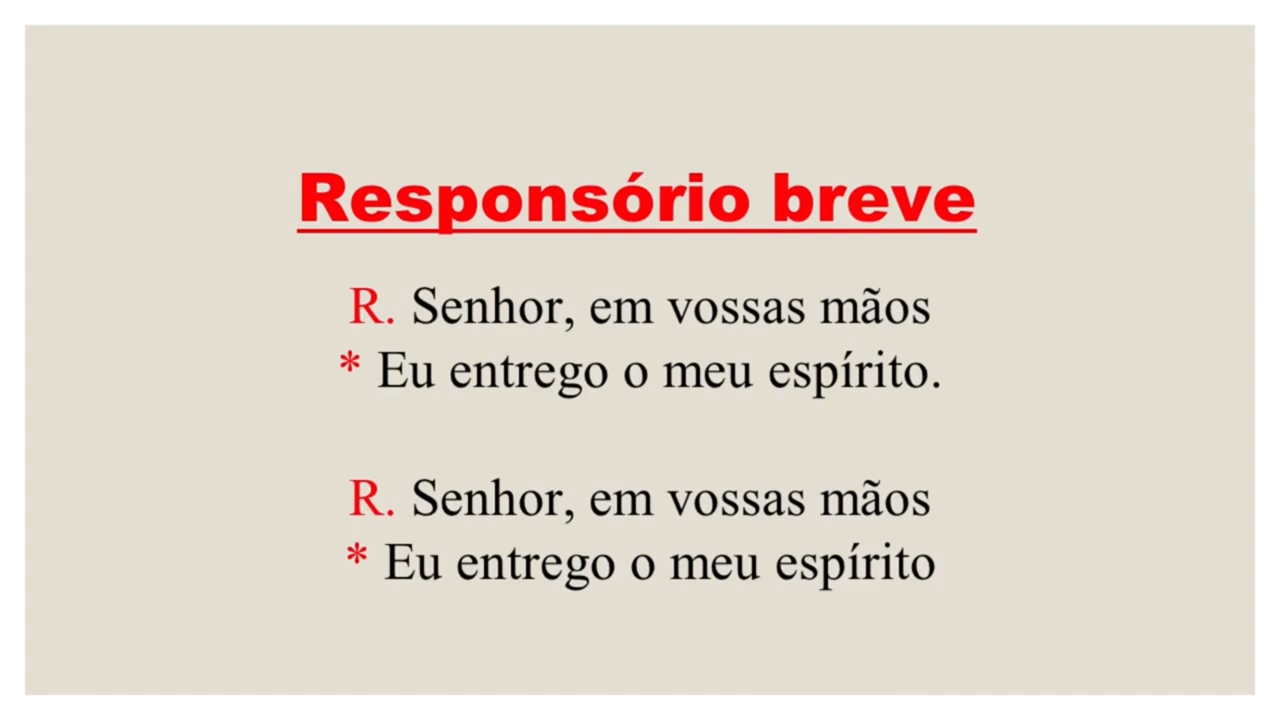 Responsório breve
R. Senhor, em vossas mãos
* Eu entrego o meu espírito.
R. Senhor, em vossas mãos
* Eu entrego o meu espírito